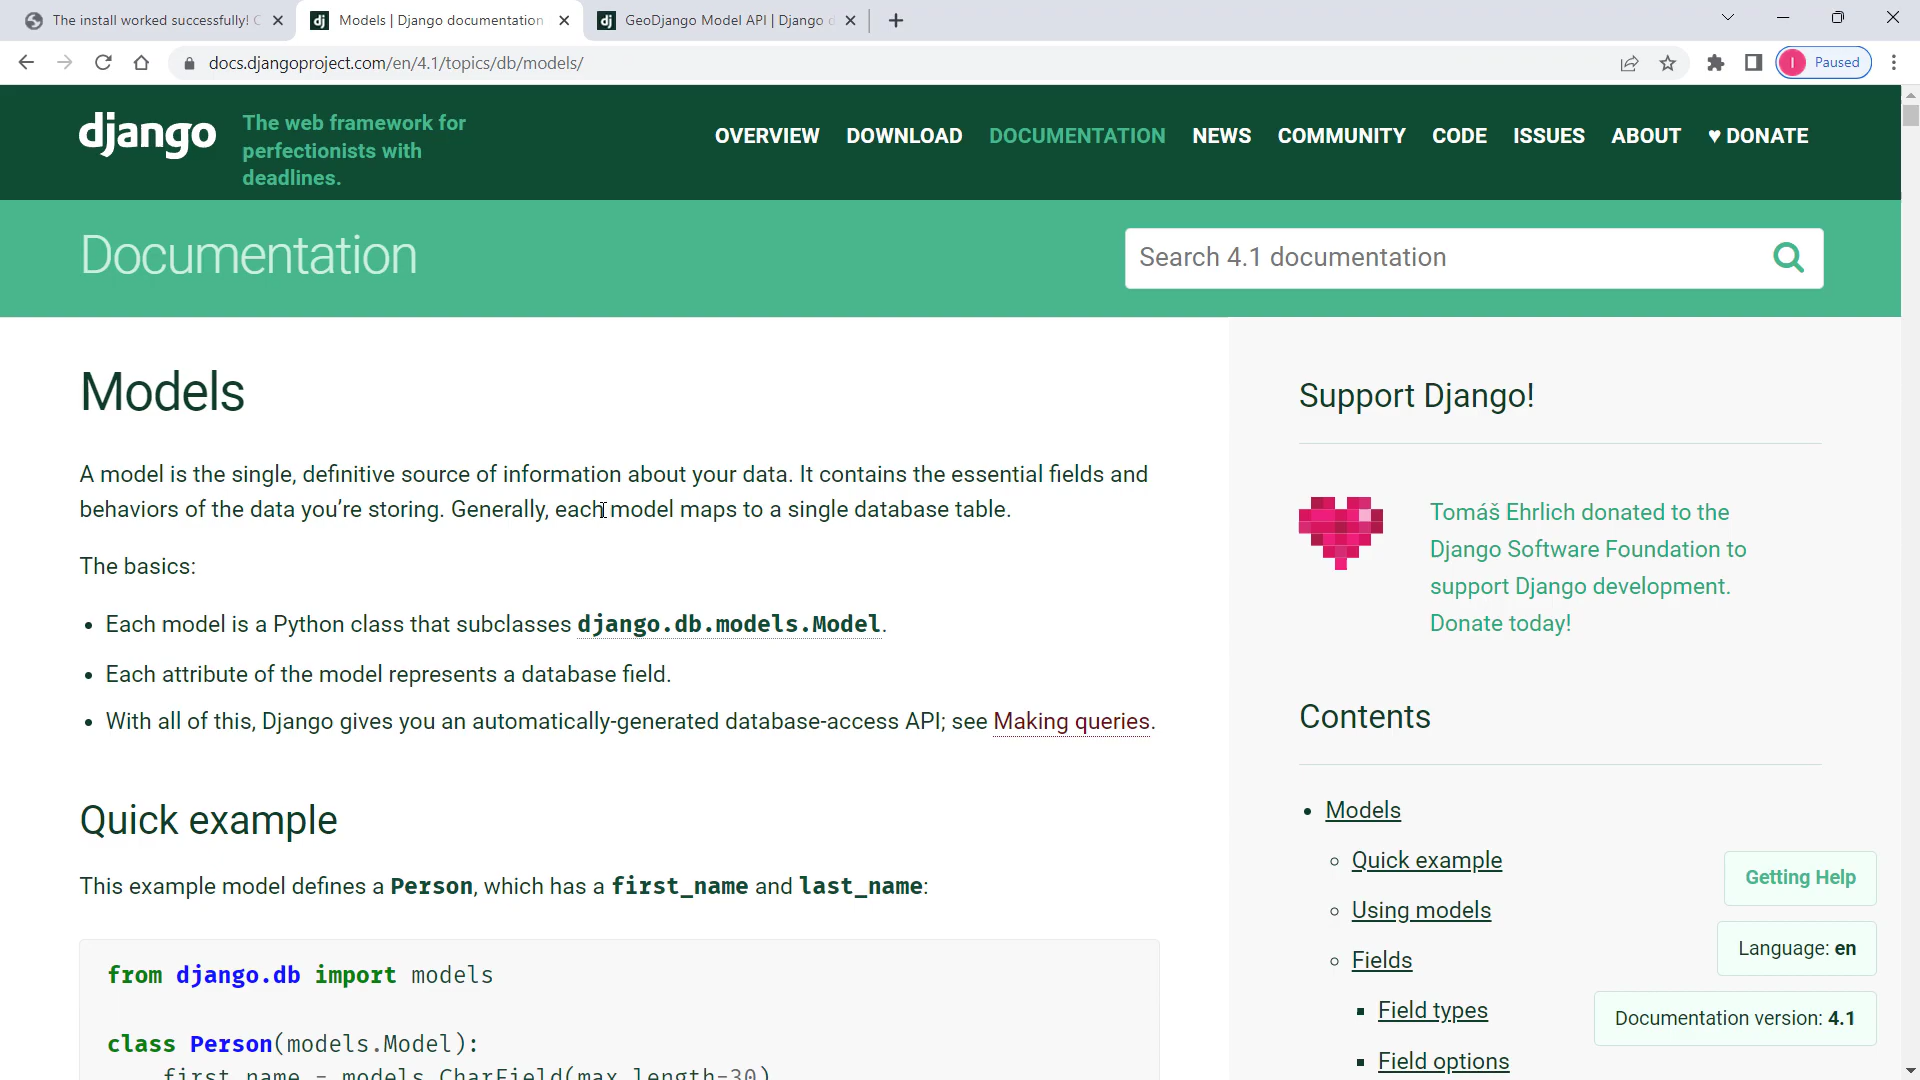 The install worked successfully! C
Models | Django documentation
GeoDjango Model API | Django d
docs.djangoproject.com/en/4.1/topics/db/models/
I
Paused
django
The web framework for
perfectionists with
deadlines.
OVERVIEW DOWNLOAD DOCUMENTATION NEWS COMMUNITY CODE ISSUES ABOUT ♥ DONATE
Documentation
Search 4.1 documentation
Models
A model is the single, definitive source of information about your data. It contains the essential fields and
behaviors of the data you’re storing. Generally, each model maps to a single database table.
The basics:
• Each model is a Python class that subclasses django.db.models.Model.
• Each attribute of the model represents a database field.
• With all of this, Django gives you an automatically-generated database-access API; see Making queries.
Quick example
This example model defines a Person, which has a first_name and last_name:
from django.db import models
class Person(models.Model):
first_name = models.CharField(max_length=30)
Support Django!
Tomáš Ehrlich donated to the
Django Software Foundation to
support Django development.
Donate today!
Contents
Models
Quick example
Using models
Fields
Field types
Field options
Getting Help
Language: en
Documentation version: 4.1